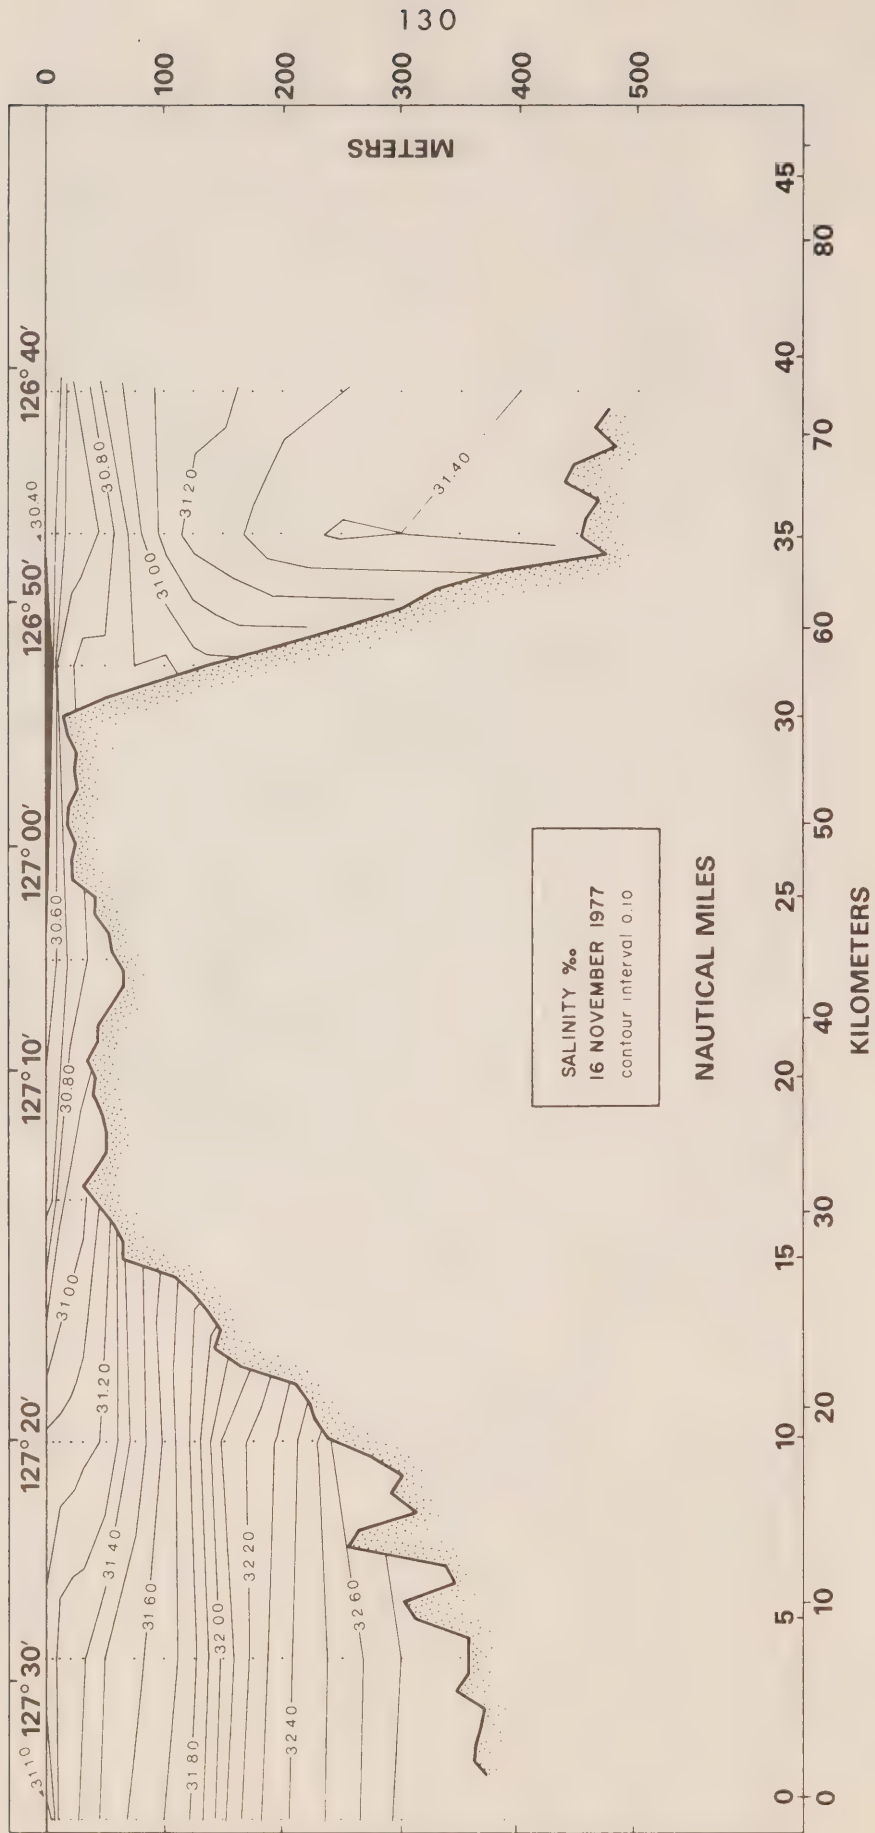 130
127° 30′ 127° 20′ 127° 10′ 127° 00′ 126° 50′ 126° 40′
31.10
30.40
0
100
200
300
400
500
METERS
30.60
30.80
30.80
31.00
31.00
31.20
31.20
31.40
31.40
31.60
31.80
32.00
32.20
32.40
32.60
SALINITY ‰
16 NOVEMBER 1977
contour interval 0.10
NAUTICAL MILES
0 5 10 15 20 25 30 35 40 45
0 10 20 30 40 50 60 70 80
KILOMETERS